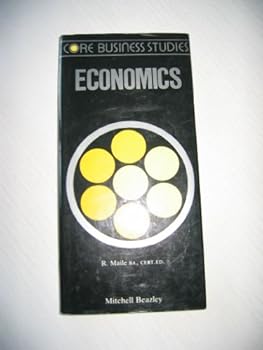 CORE BUSINESS STUDIES
ECONOMICS
R. Maile BA., CERT.ED.
Mitchell Beazley